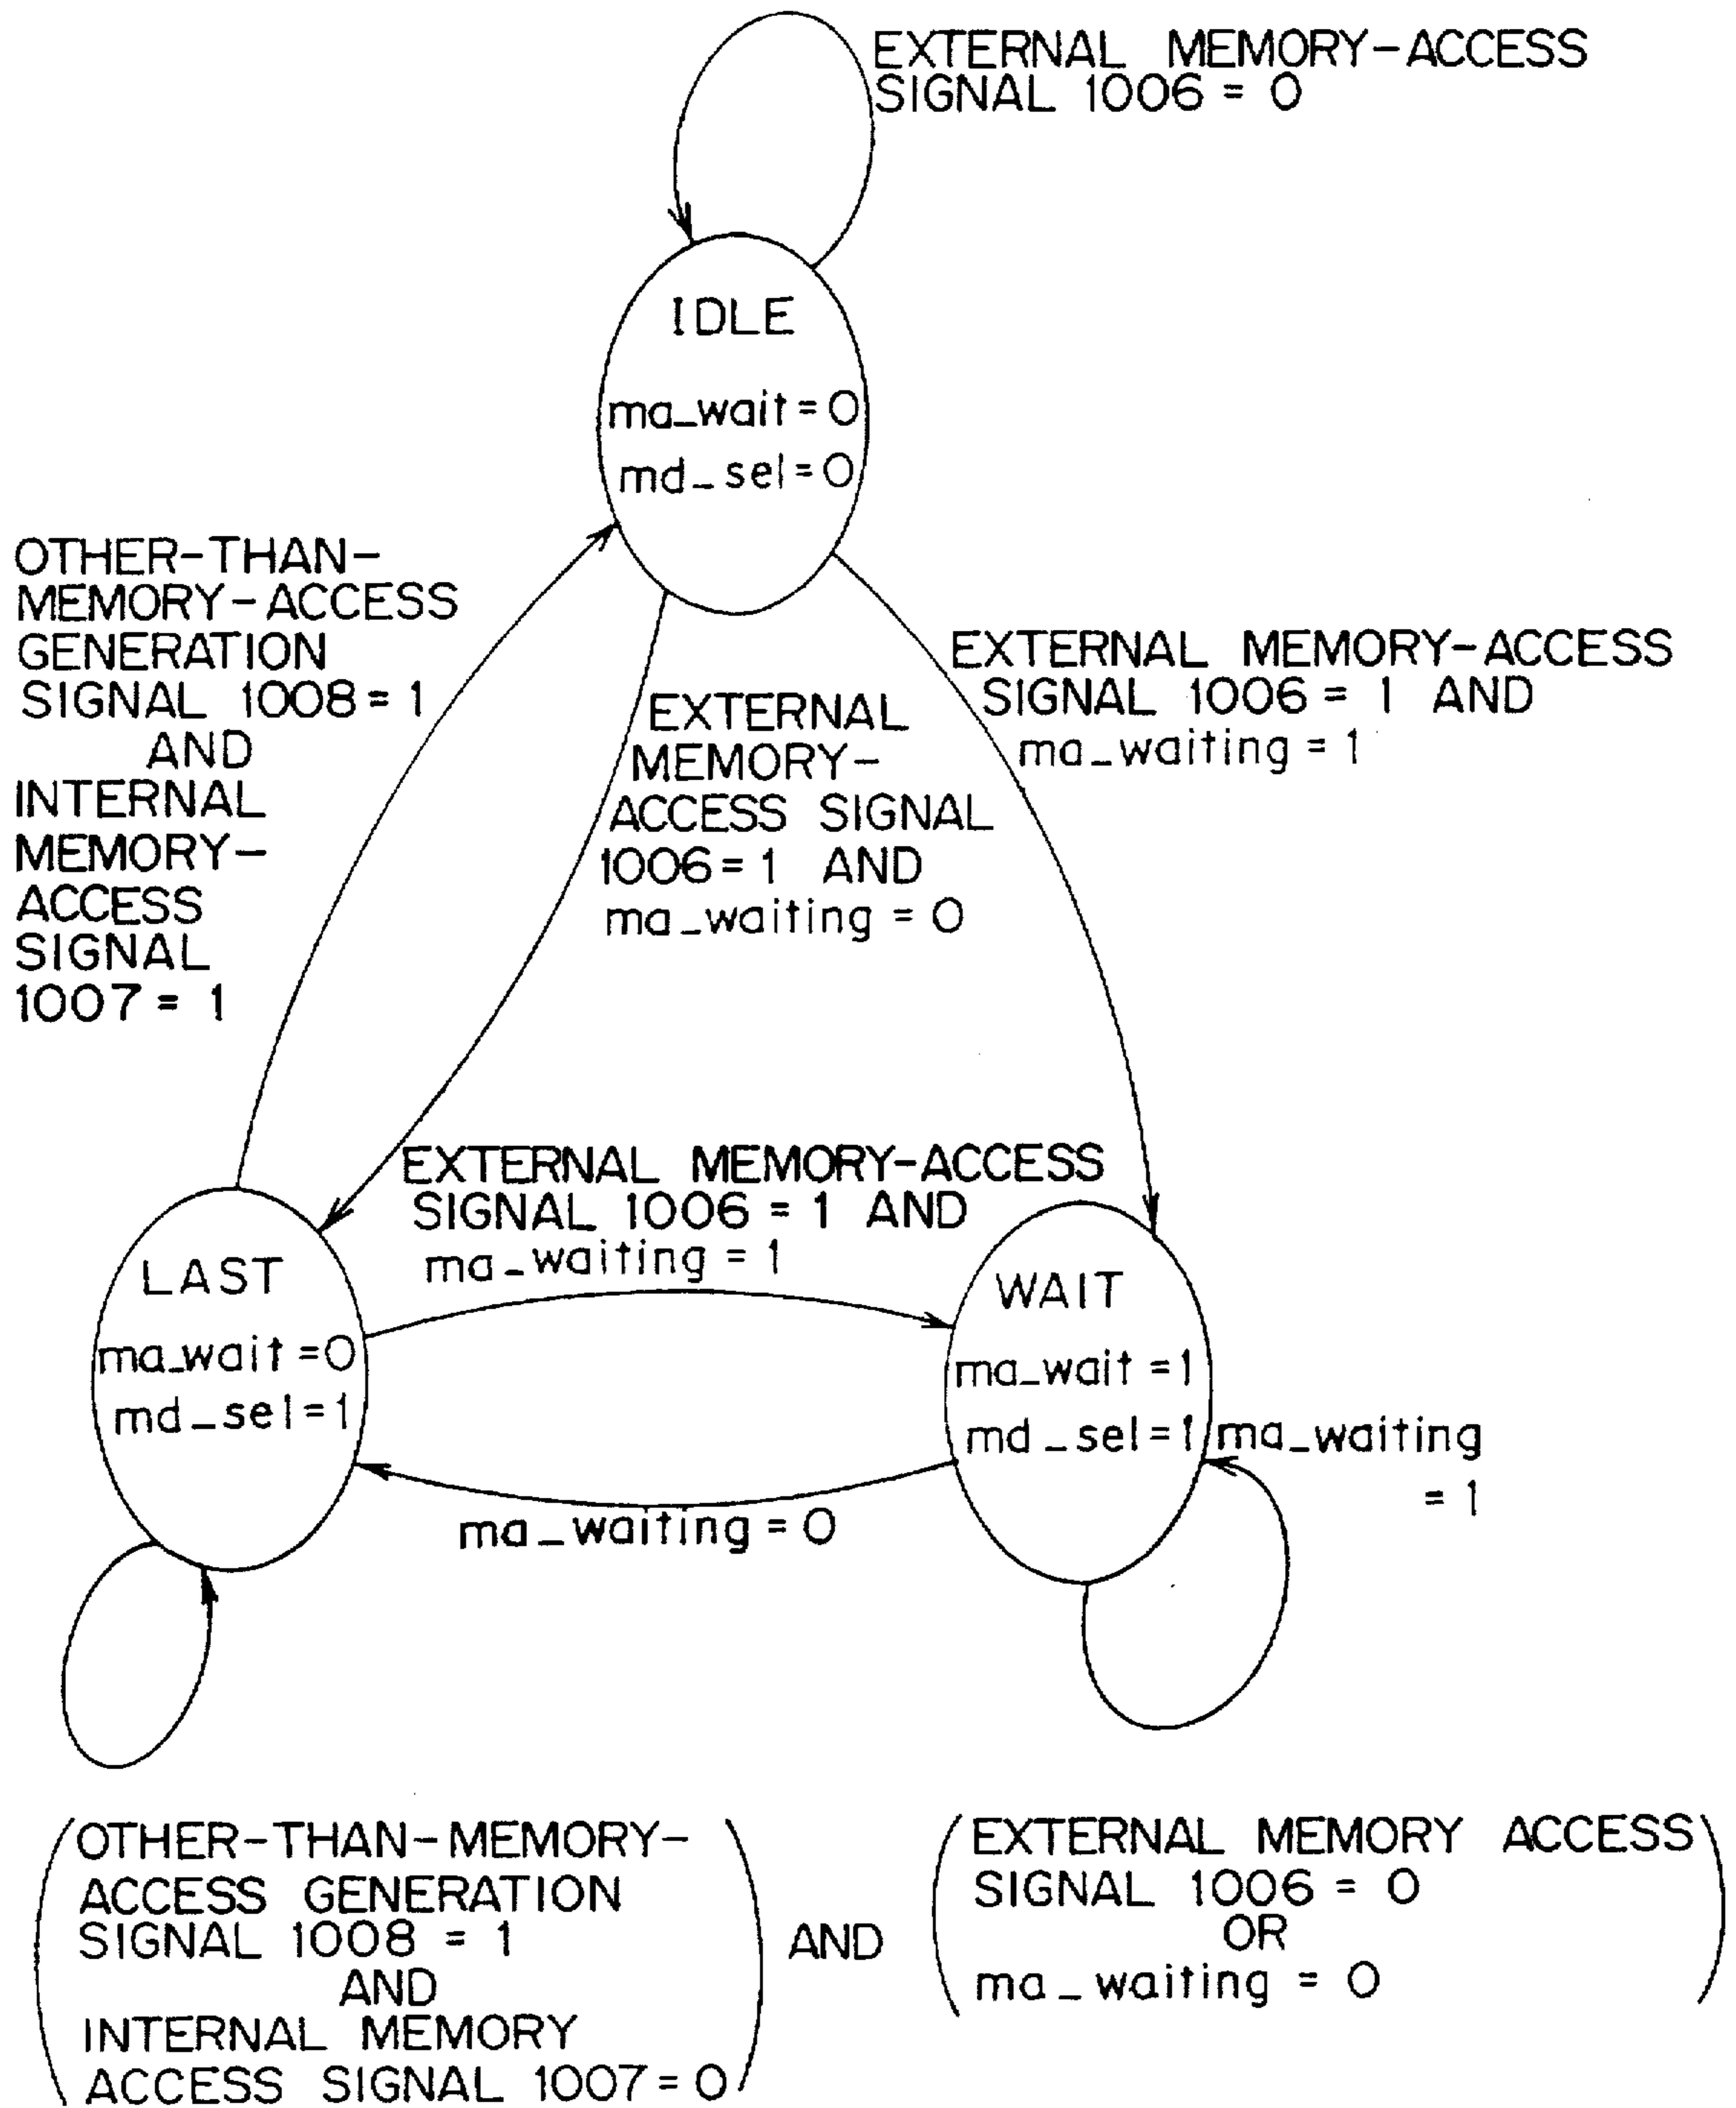 EXTERNAL MEMORY-ACCESS
SIGNAL 1006 = 0
IDLE
ma_wait=0
md_sel=0
OTHER-THAN-
MEMORY-ACCESS
GENERATION
SIGNAL 1008=1
AND
INTERNAL
MEMORY-
ACCESS
SIGNAL
1007= 1
EXTERNAL
MEMORY-
ACCESS SIGNAL
1006=1 AND
ma_waiting = 0
EXTERNAL MEMORY-ACCESS
SIGNAL 1006 = 1 AND
ma_waiting = 1
EXTERNAL MEMORY-ACCESS
SIGNAL 1006 = 1 AND
ma_waiting = 1
LAST
ma_wait=0
md_sel=1
WAIT
ma_wait=1
md_sel=1
ma_waiting
= 1
ma_waiting=0
OTHER-THAN-MEMORY-
ACCESS GENERATION
SIGNAL 1008 = 1
AND
INTERNAL MEMORY
ACCESS SIGNAL 1007=0
AND
EXTERNAL MEMORY ACCESS
SIGNAL 1006 = 0
OR
ma_waiting = 0